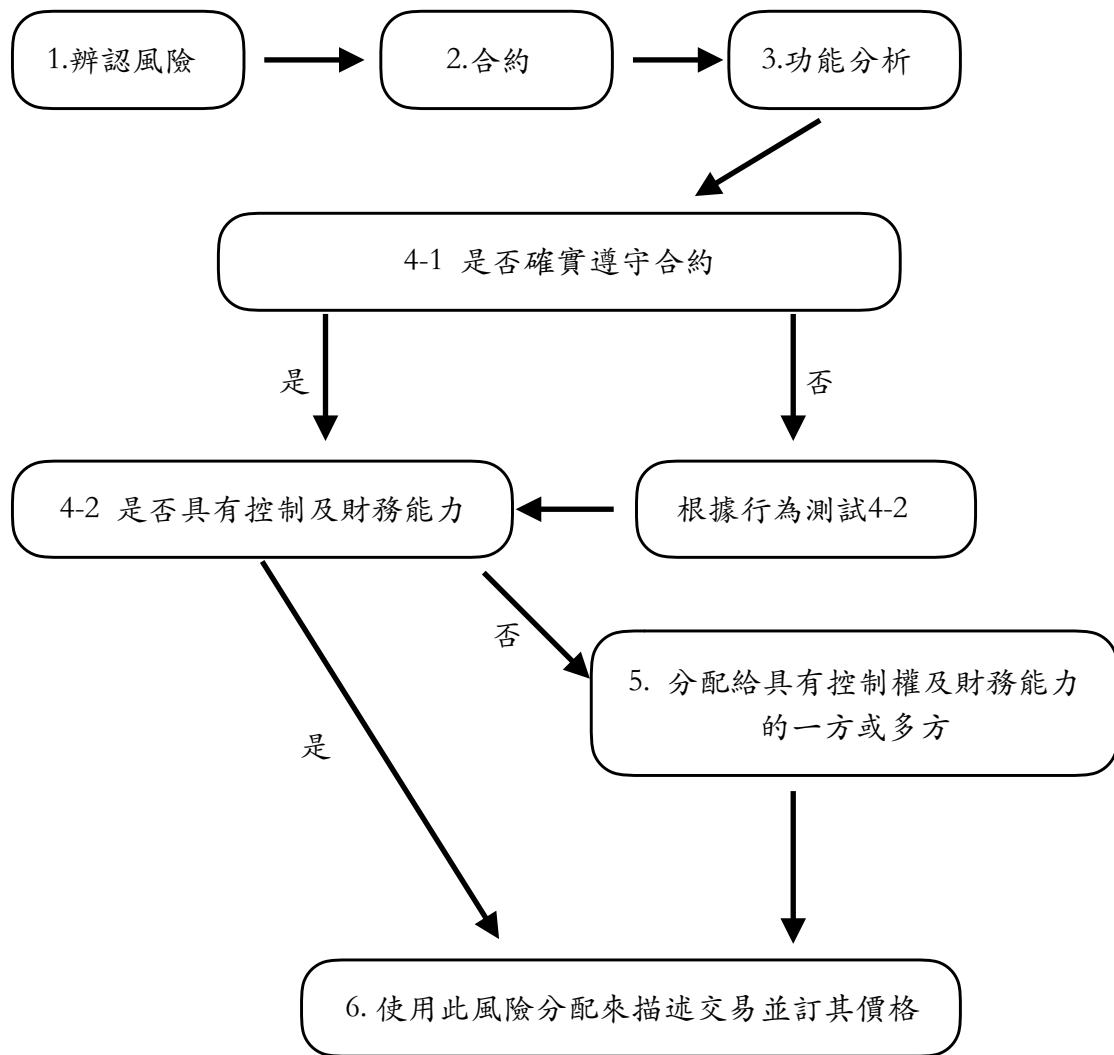 1.辨認風險
2.合約
3.功能分析
4-1 是否確實遵守合約
是
否
4-2 是否具有控制及財務能力
根據行為測試4-2
否
5. 分配給具有控制權及財務能力
的一方或多方
是
6. 使用此風險分配來描述交易並訂其價格